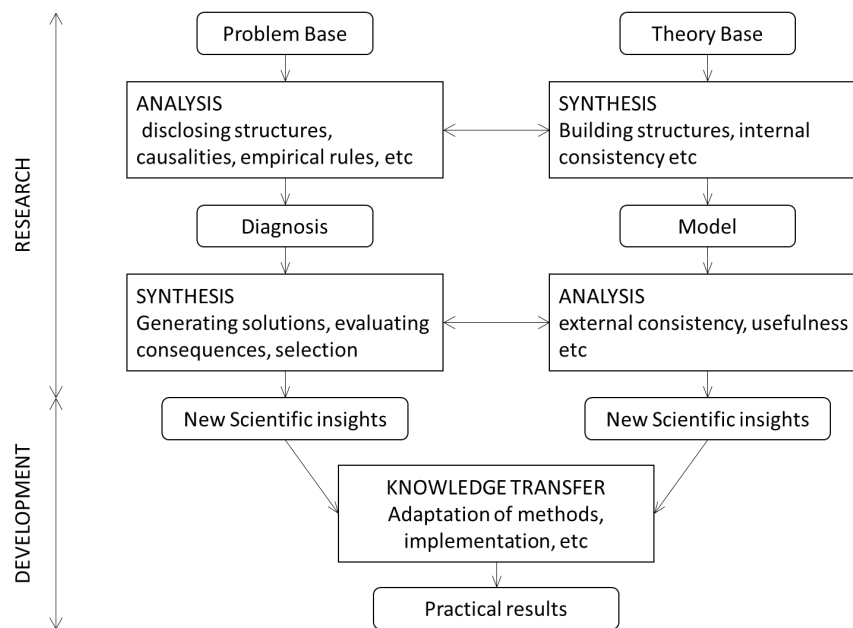 Problem Base
Theory Base
ANALYSIS
disclosing structures,
causalities, empirical rules, etc
SYNTHESIS
Building structures, internal
consistency etc
RESEARCH
Diagnosis
Model
SYNTHESIS
Generating solutions, evaluating
consequences, selection
ANALYSIS
external consistency, usefulness
etc
New Scientific insights
New Scientific insights
DEVELOPMENT
KNOWLEDGE TRANSFER
Adaptation of methods,
implementation, etc
Practical results